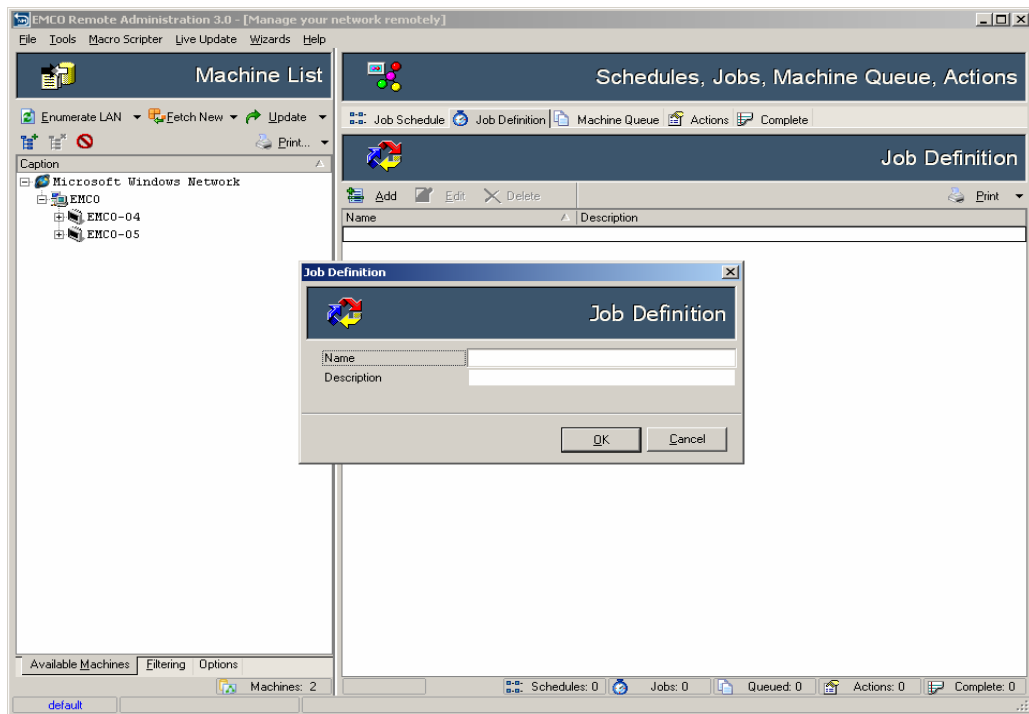 EMCO Remote Administration 3.0 - [Manage your network remotely]
File Tools Macro Scripter Live Update Wizards Help
Machine List
Enumerate LAN Fetch New Update
Print...
Caption
Microsoft Windows Network
EMCO
EMCO-04
EMCO-05
Available Machines Filtering Options
Machines: 2
default
Schedules, Jobs, Machine Queue, Actions
Job Schedule Job Definition Machine Queue Actions Complete
Job Definition
Add Edit Delete Print
Name Description
Job Definition
Job Definition
Name
Description
OK Cancel
Schedules: 0 Jobs: 0 Queued: 0 Actions: 0 Complete: 0